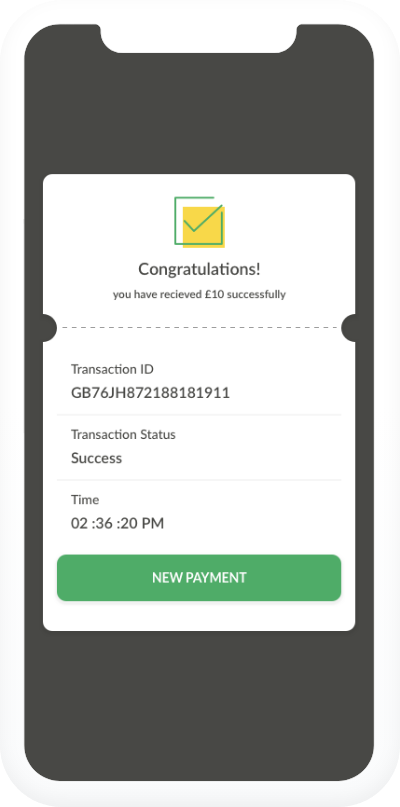 Congratulations!
you have recieved £10 successfully
Transaction ID
GB76JH872188181911
Transaction Status
Success
Time
02 :36 :20 PM
NEW PAYMENT